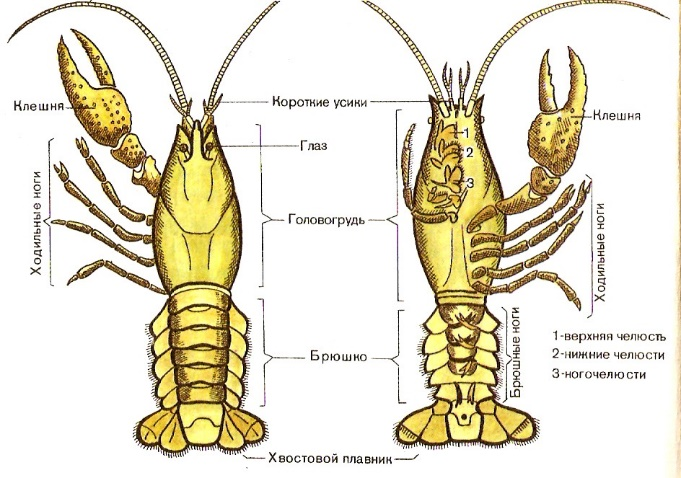 Клешня
Короткие усики
Клешня
Глаз
1
2
3
Ходильные ноги
Головогрудь
Ходильные ноги
Брюшко
Брюшные ноги
1-верхняя челюсть
2-нижние челюсти
3-ногочелюсти
Хвостовой плавник